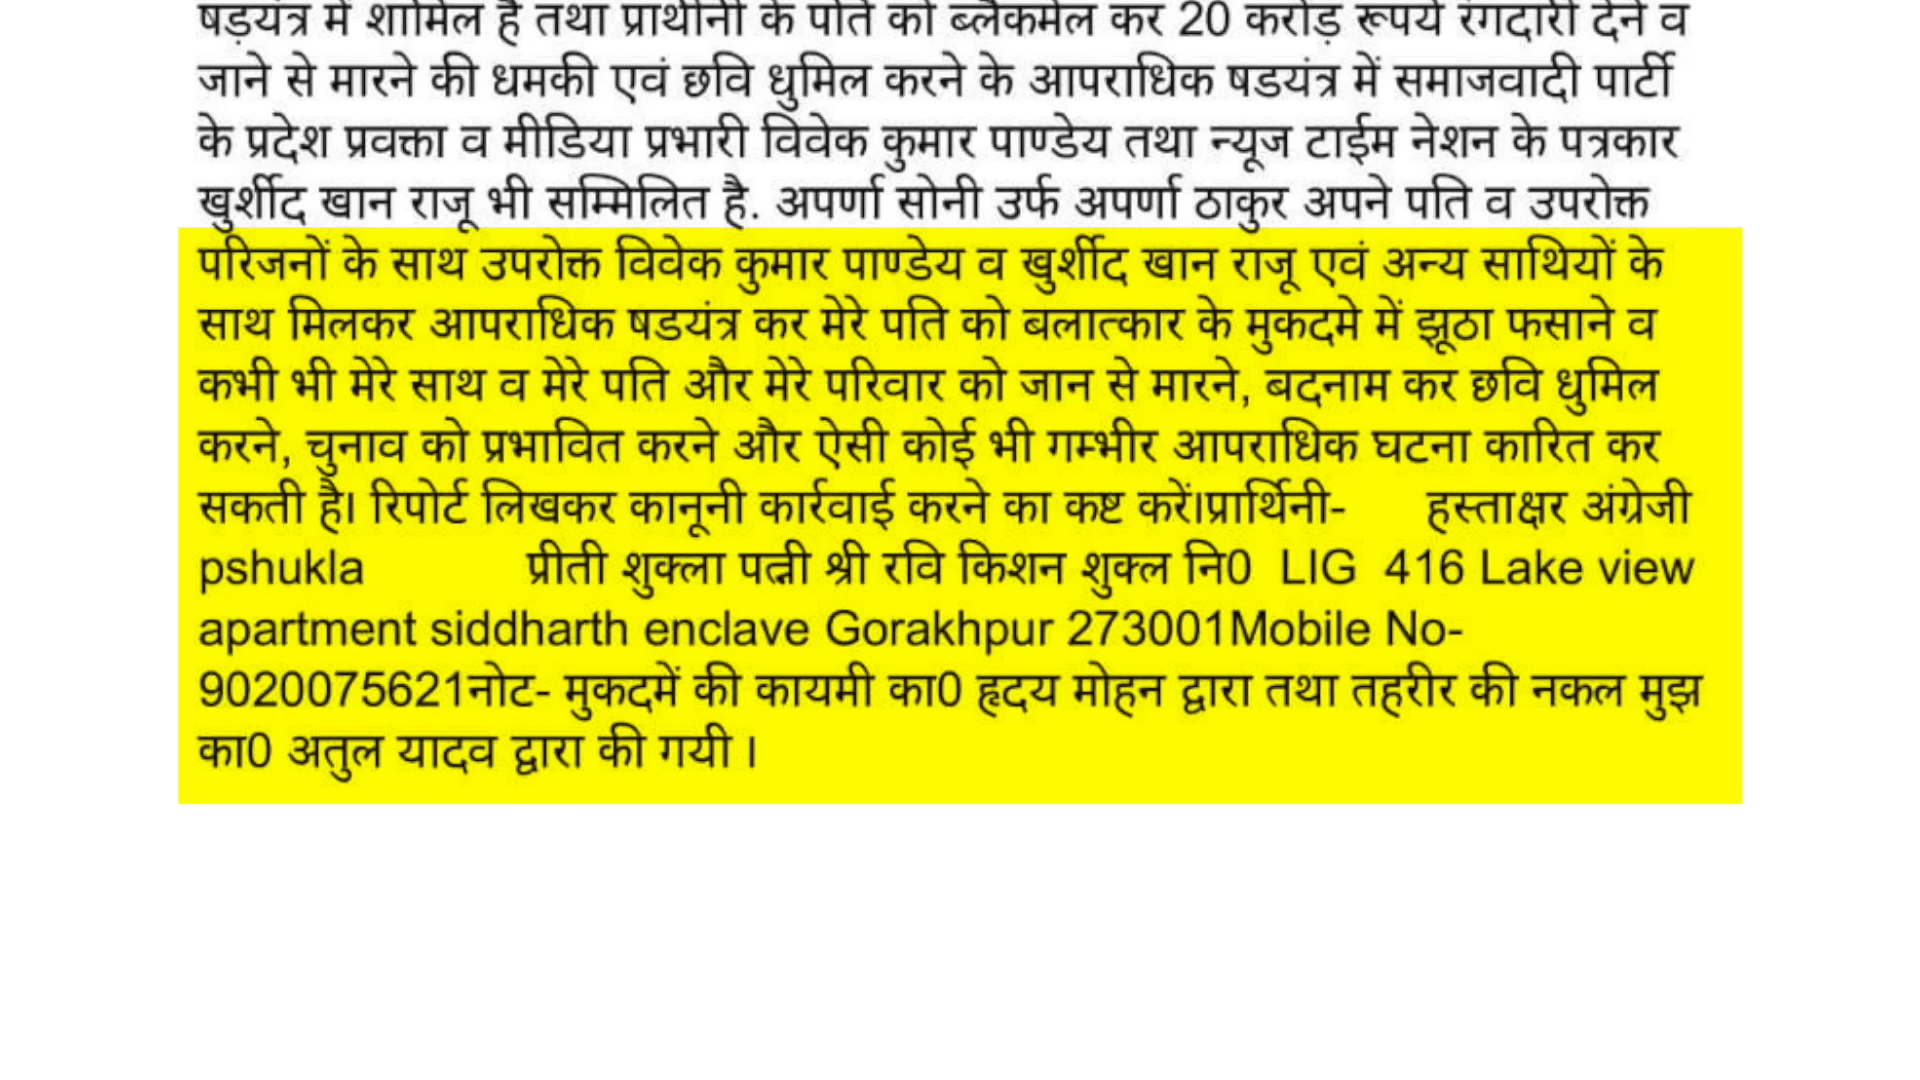 षड़यंत्र में शामिल है तथा प्रार्थीनी के पति को ब्लैकमेल कर 20 करोड़ रूपये रंगदारी देने व
जाने से मारने की धमकी एवं छवि धुमिल करने के आपराधिक षडयंत्र में समाजवादी पार्टी
के प्रदेश प्रवक्ता व मीडिया प्रभारी विवेक कुमार पाण्डेय तथा न्यूज टाईम नेशन के पत्रकार
खुर्शीद खान राजू भी सम्मिलित है. अपर्णा सोनी उर्फ अपर्णा ठाकुर अपने पति व उपरोक्त
परिजनों के साथ उपरोक्त विवेक कुमार पाण्डेय व खुर्शीद खान राजू एवं अन्य साथियों के
साथ मिलकर आपराधिक षडयंत्र कर मेरे पति को बलात्कार के मुकदमे में झूठा फसाने व
कभी भी मेरे साथ व मेरे पति और मेरे परिवार को जान से मारने, बदनाम कर छवि धुमिल
करने, चुनाव को प्रभावित करने और ऐसी कोई भी गम्भीर आपराधिक घटना कारित कर
सकती है। रिपोर्ट लिखकर कानूनी कार्रवाई करने का कष्ट करें।प्रार्थिनी- हस्ताक्षर अंग्रेजी
pshukla प्रीती शुक्ला पत्नी श्री रवि किशन शुक्ल नि0 LIG 416 Lake view
apartment siddharth enclave Gorakhpur 273001Mobile No-
9020075621नोट- मुकदमें की कायमी का0 हृदय मोहन द्वारा तथा तहरीर की नकल मुझ
का0 अतुल यादव द्वारा की गयी ।